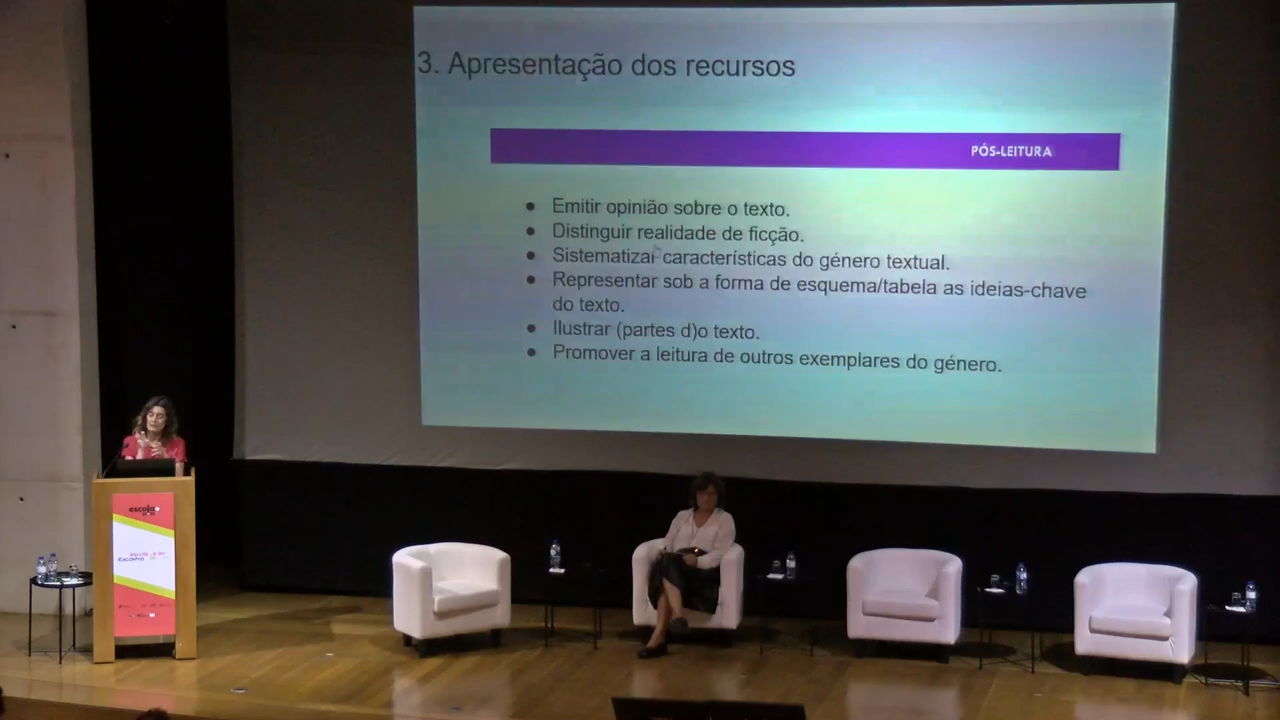 3. Apresentação dos recursos
PÓS-LEITURA
● Emitir opinião sobre o texto.
● Distinguir realidade de ficção.
● Sistematizar características do género textual.
● Representar sob a forma de esquema/tabela as ideias-chave
do texto.
● Ilustrar (partes d)o texto.
● Promover a leitura de outros exemplares do género.
escola+